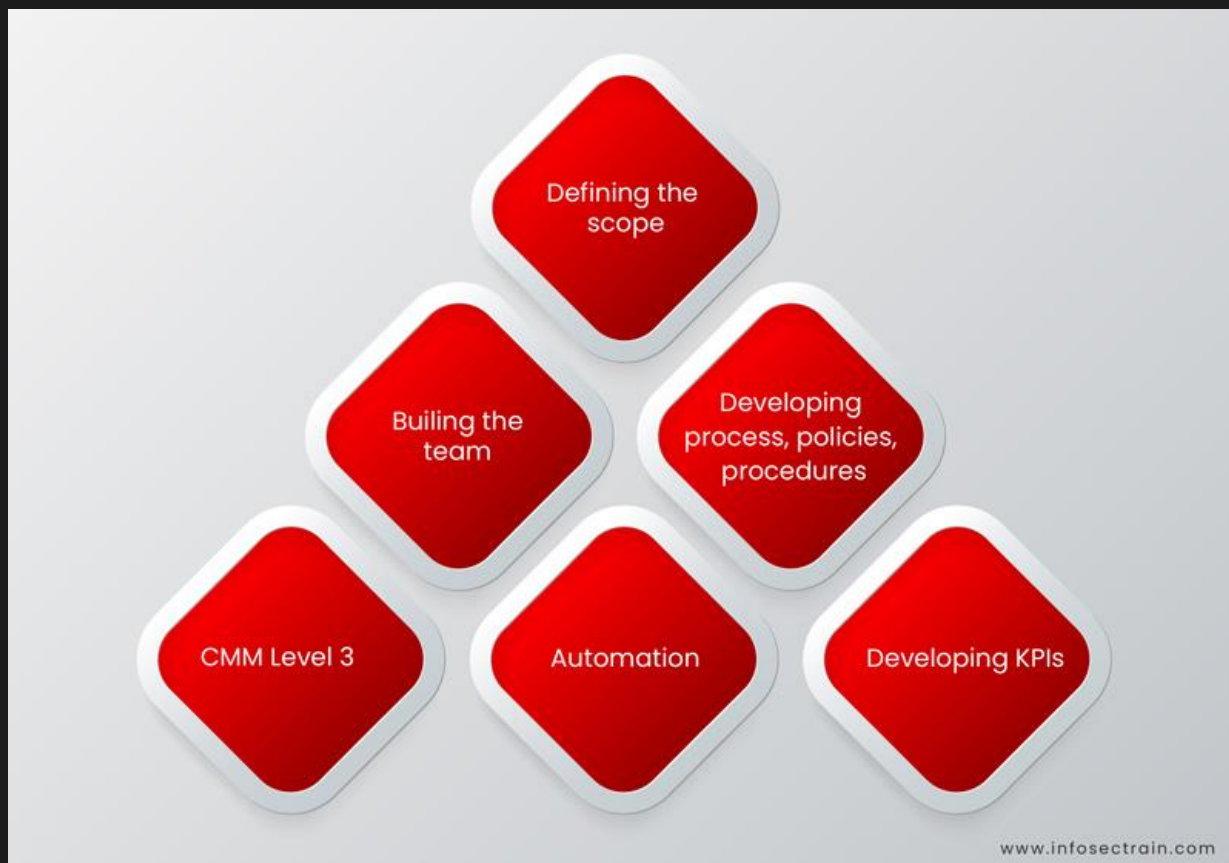 Defining the
scope
Builing the
team
Developing
process, policies,
procedures
CMM Level 3
Automation
Developing KPIs
www.infosectrain.com